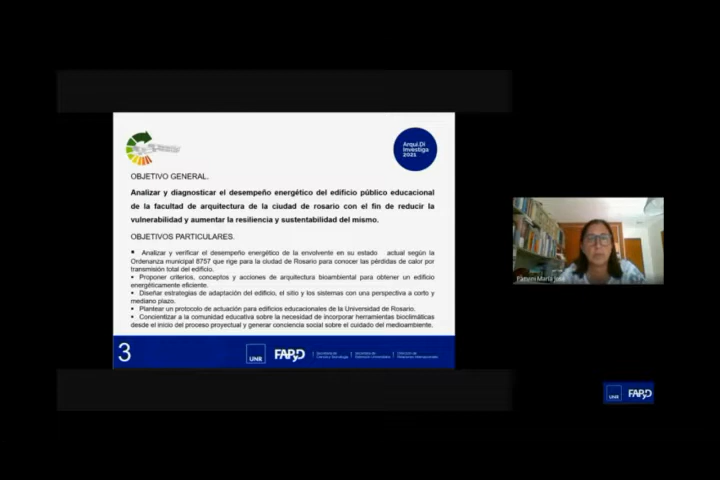 Arqui.Di
Investiga
2021
OBJETIVO GENERAL.
Analizar y diagnosticar el desempeño energético del edificio público educacional
de la facultad de arquitectura de la ciudad de rosario con el fin de reducir la
vulnerabilidad y aumentar la resiliencia y sustentabilidad del mismo.
OBJETIVOS PARTICULARES.
▪ Analizar y verificar el desempeño energético de la envolvente en su estado actual según la
Ordenanza municipal 8757 que rige para la ciudad de Rosario para conocer las pérdidas de calor por
transmisión total del edificio.
• Proponer criterios, conceptos y acciones de arquitectura bioambiental para obtener un edificio
energéticamente eficiente.
• Diseñar estrategias de adaptación del edificio, el sitio y los sistemas con una perspectiva a corto y
mediano plazo.
• Plantear un protocolo de actuación para edificios educacionales de la Universidad de Rosario.
• Concientizar a la comunidad educativa sobre la necesidad de incorporar herramientas bioclimáticas
desde el inicio del proceso proyectual y generar conciencia social sobre el cuidado del medioambiente.
3
UNR
FAPyD
María José
UNR
FAPyD